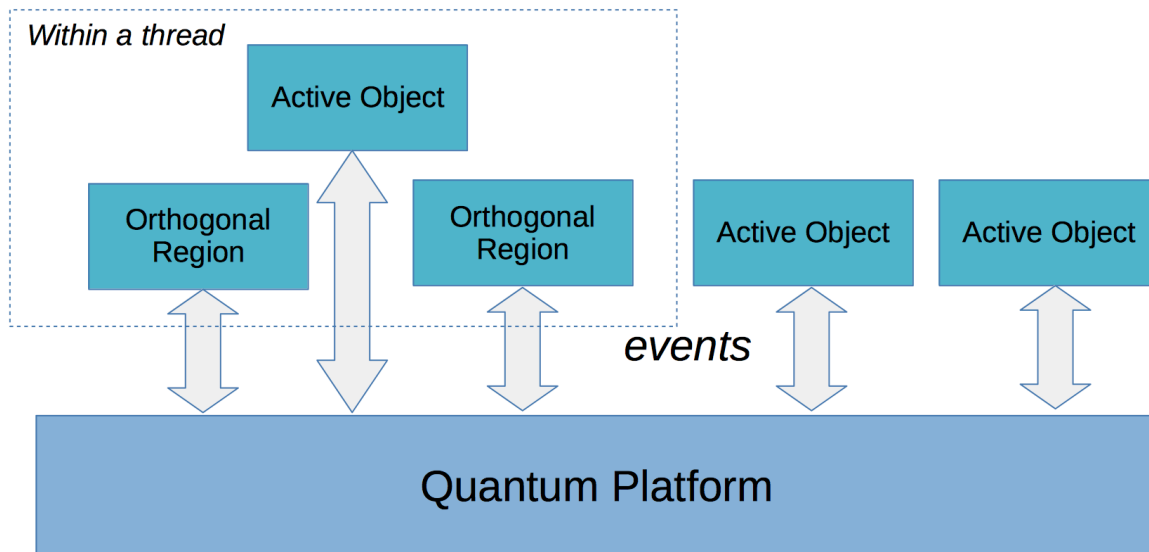 Within a thread
Active Object
Orthogonal
Region
Orthogonal
Region
Active Object
Active Object
events
Quantum Platform